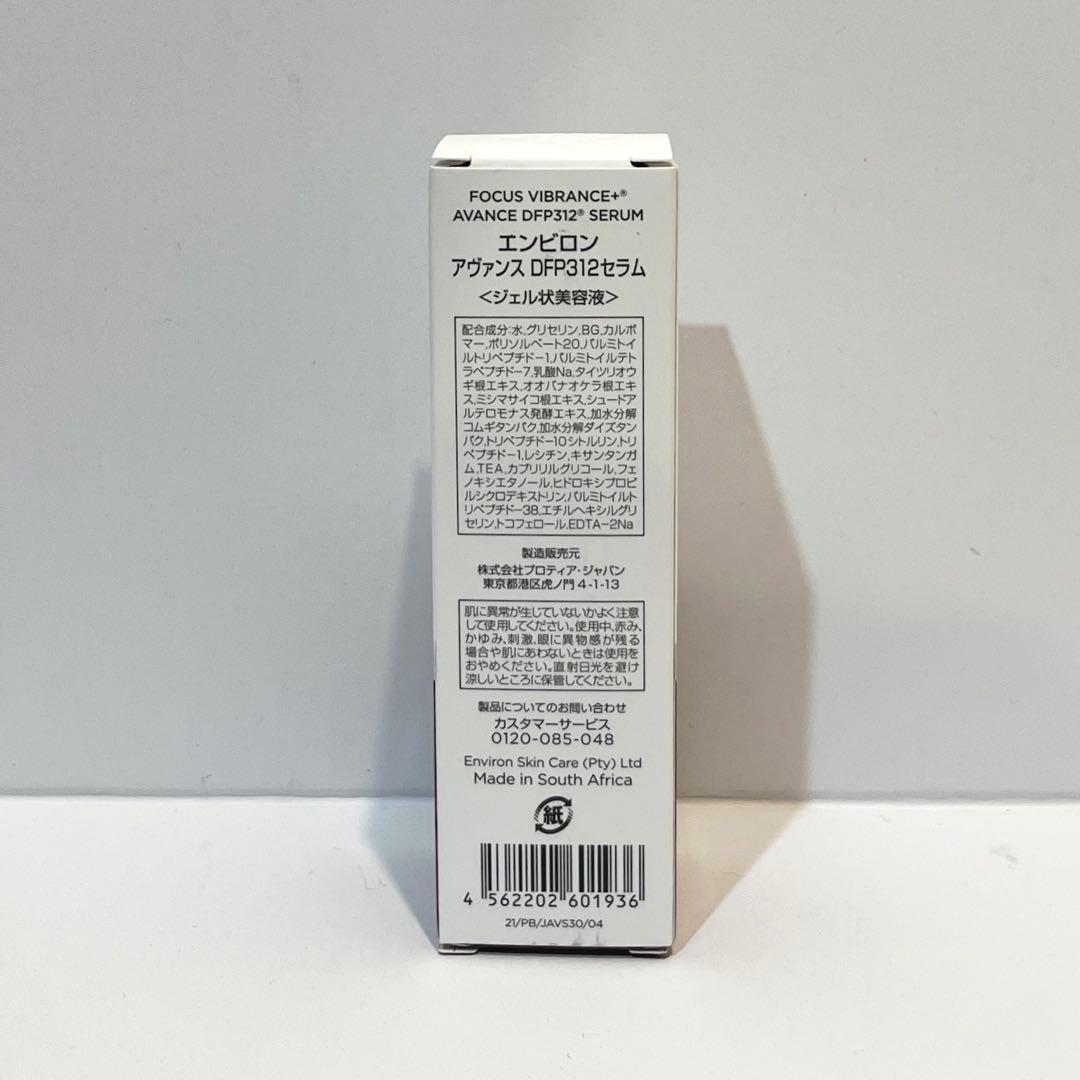 FOCUS VIBRANCE+®
AVANCE DFP312® SERUM
エンビロン
アヴァンス DFP312セラム
<ジェル状美容液>
配合成分:水,グリセリン,BG,カルボ
マー,ポリソルベート20,パルミトイ
ルトリペプチド-1,パルミトイルテト
ラペプチド-7,乳酸Na,タイツリオウ
ギ根エキス,オオバナオケラ根エキ
ス,ミシマサイコ根エキス,シュードア
ルテロモナス発酵エキス,加水分解
コムギタンパク,加水分解ダイズタン
パク,トリペプチド-10シトルリン,トリ
ペプチド-1,レシチン,キサンタンガ
ム,TEA,カプリリルグリコール,フェ
ノキシエタノール,ヒドロキシプロピ
ルシクロデキストリン,パルミトイルト
リペプチド-38,エチルヘキシルグリ
セリン,トコフェロール,EDTA-2Na
製造販売元
株式会社プロティア・ジャパン
東京都港区虎ノ門 4-1-13
肌に異常が生じていないかよく注意
して使用してください。使用中、赤み、
かゆみ、刺激、眼に異物感が残る
場合や肌にあわないときは使用を
おやめください。直射日光を避け
涼しいところに保管してください。
製品についてのお問い合わせ
カスタマーサービス
0120-085-048
Environ Skin Care (Pty) Ltd
Made in South Africa
紙
4 562202 601936
21/PB/JAVS30/04